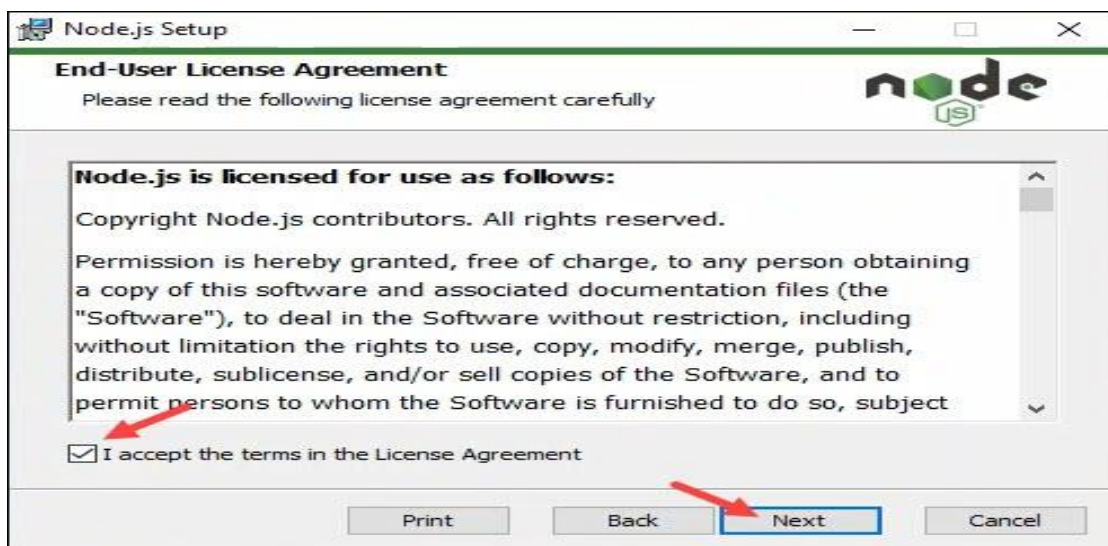 Node.js Setup
End-User License Agreement
Please read the following license agreement carefully
node
JS
Node.js is licensed for use as follows:
Copyright Node.js contributors. All rights reserved.
Permission is hereby granted, free of charge, to any person obtaining
a copy of this software and associated documentation files (the
"Software"), to deal in the Software without restriction, including
without limitation the rights to use, copy, modify, merge, publish,
distribute, sublicense, and/or sell copies of the Software, and to
permit persons to whom the Software is furnished to do so, subject
I accept the terms in the License Agreement
Print Back Next Cancel